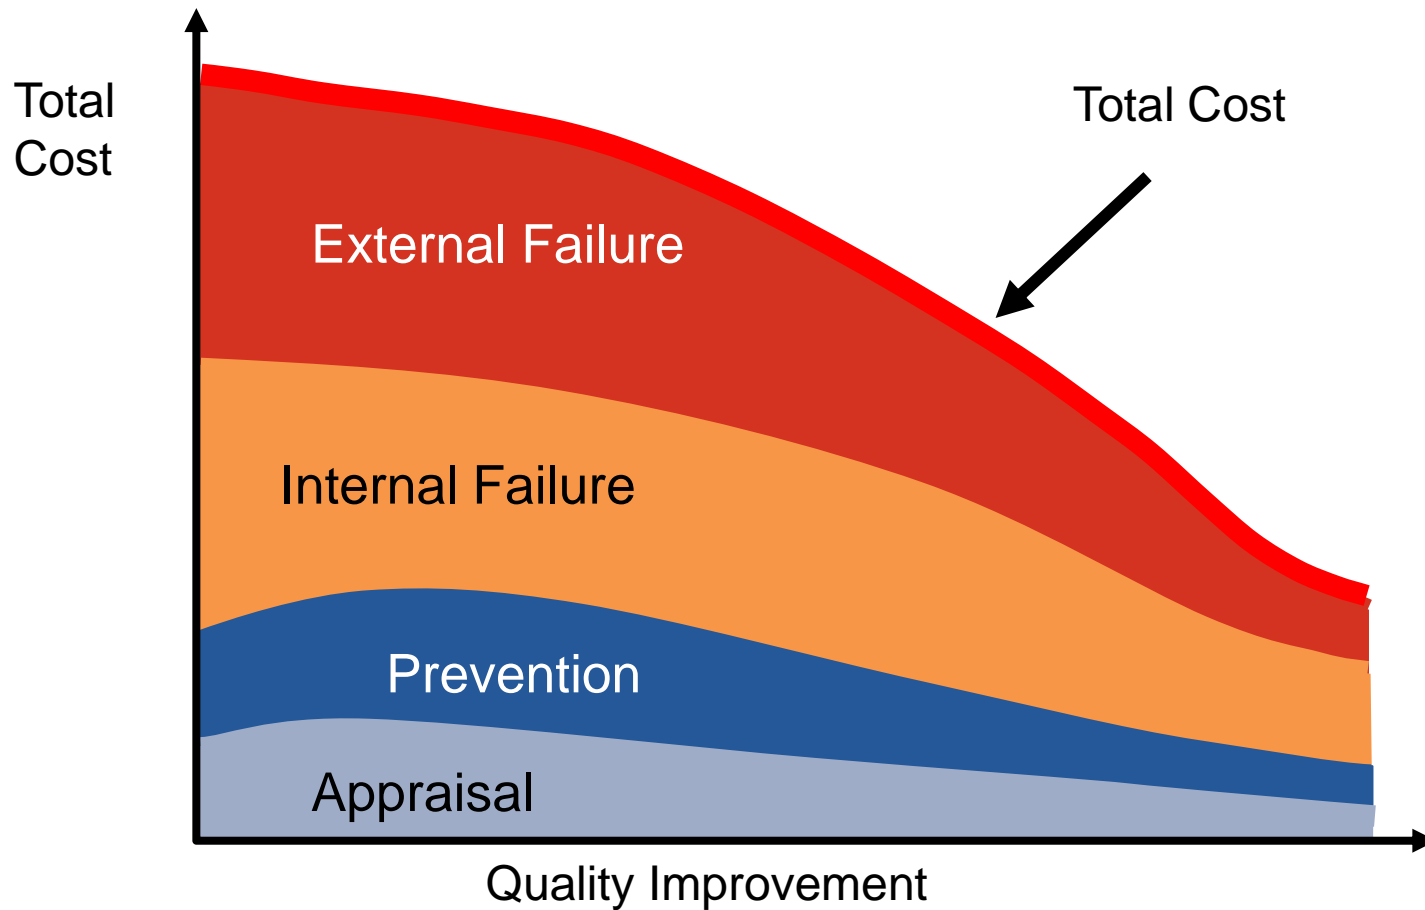 Total
Cost
Total Cost
External Failure
Internal Failure
Prevention
Appraisal
Quality Improvement